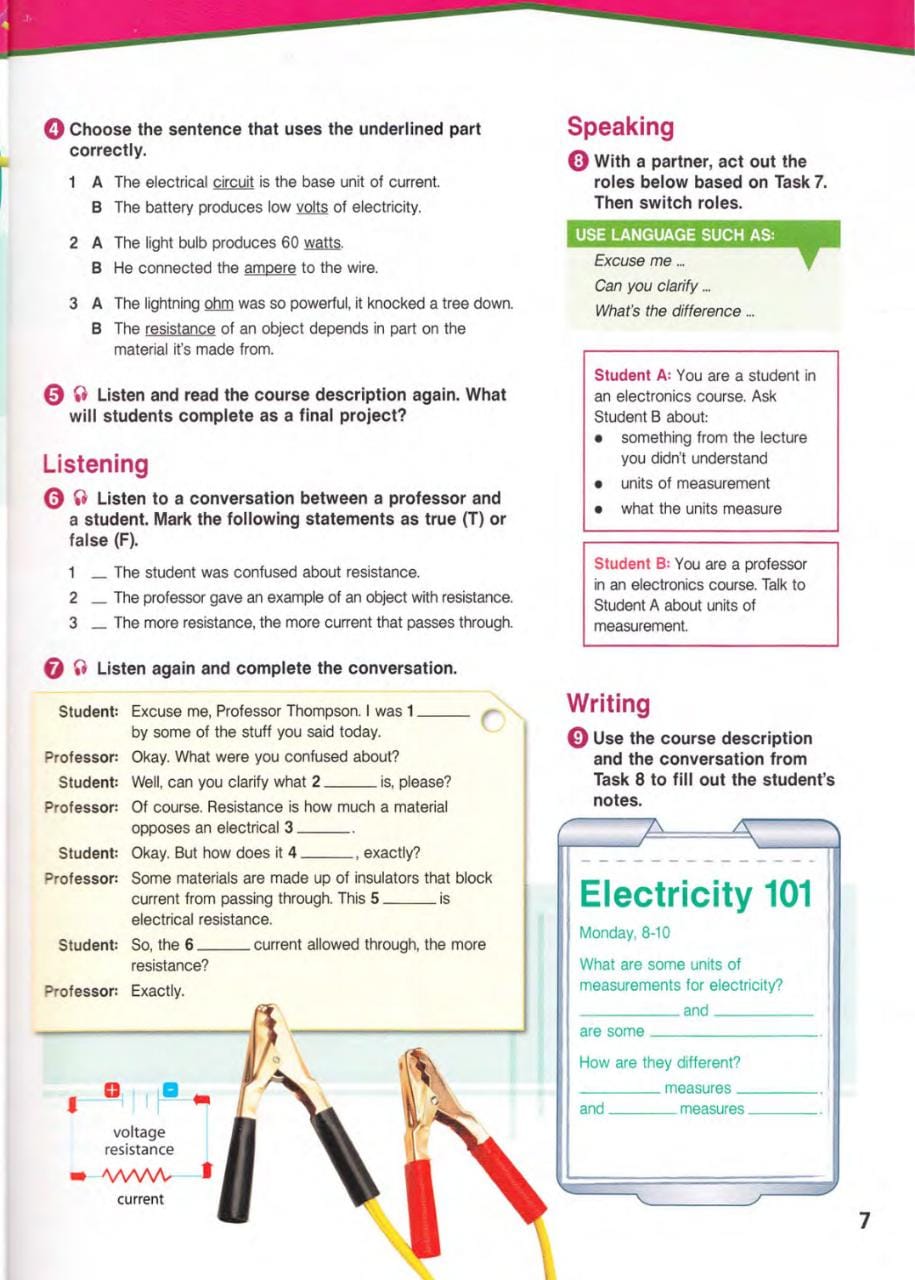 4 Choose the sentence that uses the underlined part
correctly.
1 A The electrical circuit is the base unit of current.
B The battery produces low volts of electricity.
2 A The light bulb produces 60 watts.
B He connected the ampere to the wire.
3 A The lightning ohm was so powerful, it knocked a tree down.
B The resistance of an object depends in part on the
material it's made from.
5 Listen and read the course description again. What
will students complete as a final project?
Listening
6 Listen to a conversation between a professor and
a student. Mark the following statements as true (T) or
false (F).
1 _ The student was confused about resistance.
2 _ The professor gave an example of an object with resistance.
3 _ The more resistance, the more current that passes through.
7 Listen again and complete the conversation.
Student: Excuse me, Professor Thompson. I was 1 ______
by some of the stuff you said today.
Professor: Okay. What were you confused about?
Student: Well, can you clarify what 2 ______ is, please?
Professor: Of course. Resistance is how much a material
opposes an electrical 3 ______ .
Student: Okay. But how does it 4 ______ , exactly?
Professor: Some materials are made up of insulators that block
current from passing through. This 5 ______ is
electrical resistance.
Student: So, the 6 ______ current allowed through, the more
resistance?
Professor: Exactly.
+ -
voltage
resistance
current
Speaking
8 With a partner, act out the
roles below based on Task 7.
Then switch roles.
USE LANGUAGE SUCH AS:
Excuse me ...
Can you clarify ...
What's the difference ...
Student A: You are a student in
an electronics course. Ask
Student B about:
• something from the lecture
you didn't understand
• units of measurement
• what the units measure
Student B: You are a professor
in an electronics course. Talk to
Student A about units of
measurement.
Writing
9 Use the course description
and the conversation from
Task 8 to fill out the student's
notes.
Electricity 101
Monday, 8-10
What are some units of
measurements for electricity?
____________ and ____________
are some ____________________ .
How are they different?
__________ measures __________ .
and ________ measures _________ .
7